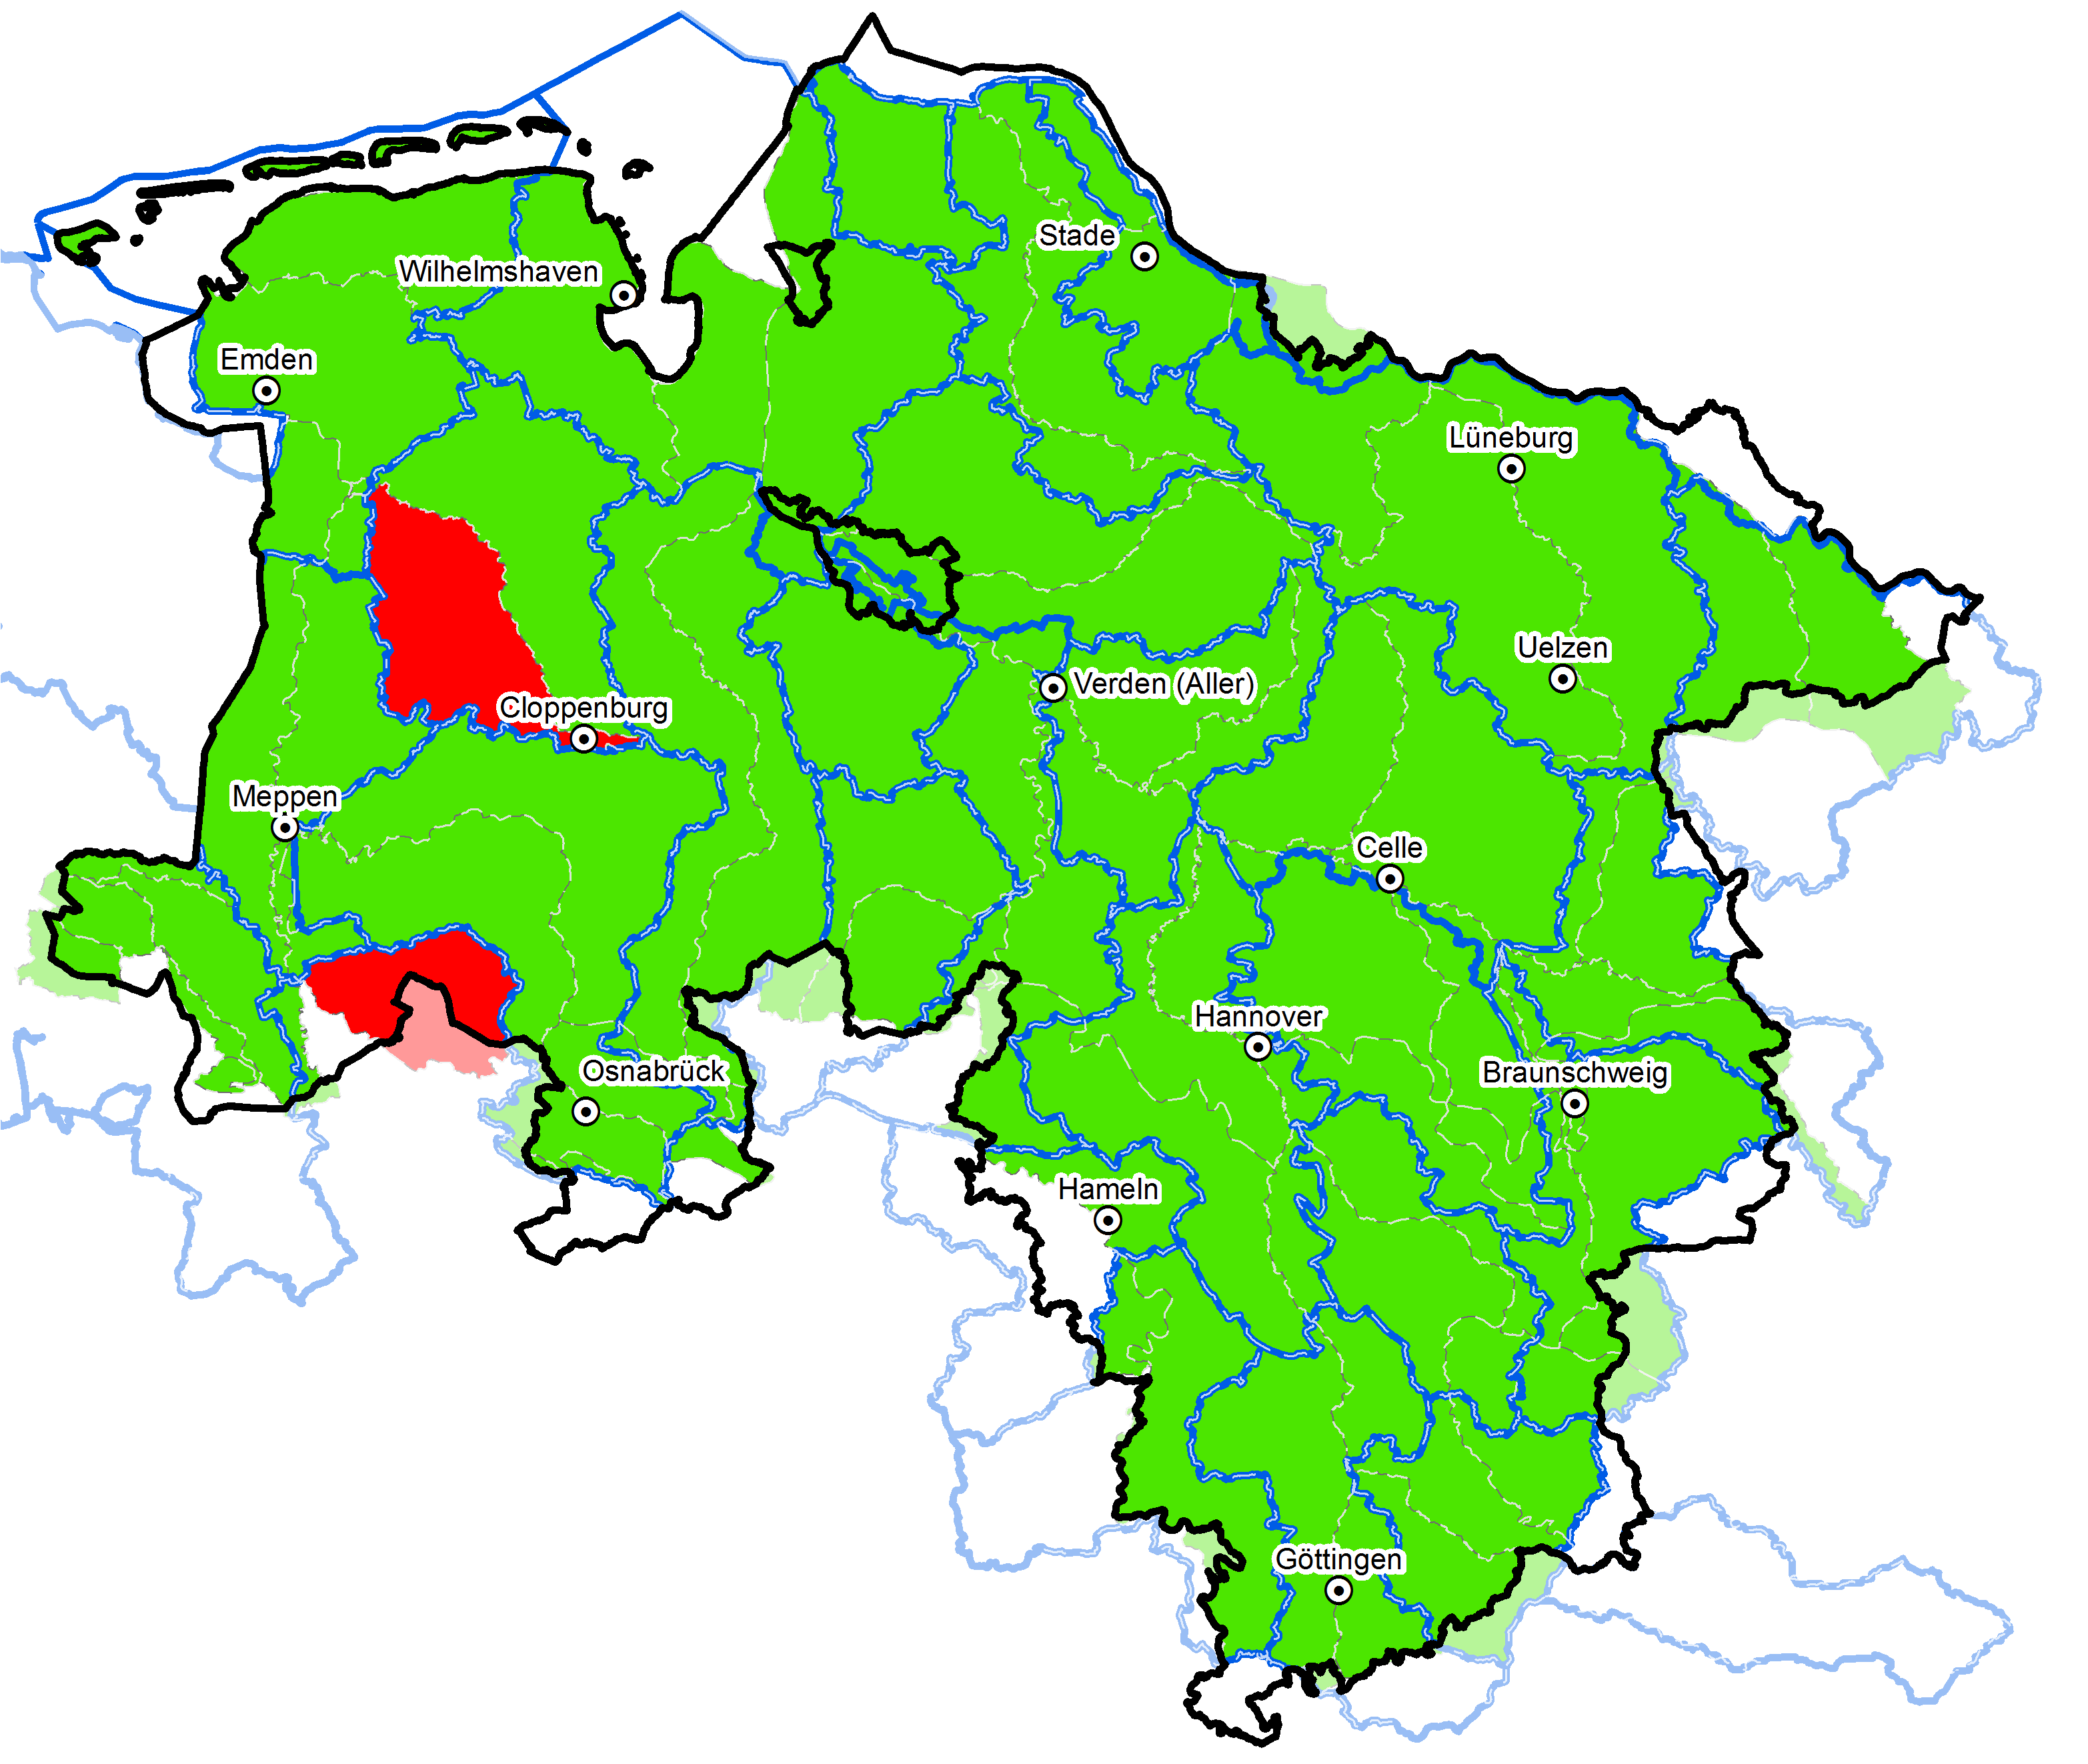 Stade
Wilhelmshaven
Emden
Lüneburg
Uelzen
Verden (Aller)
Cloppenburg
Meppen
Celle
Hannover
Osnabrück
Braunschweig
Hameln
Göttingen